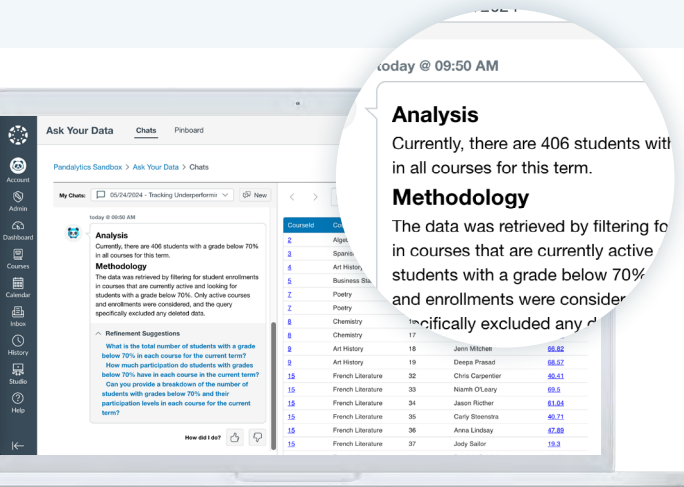 today @ 09:50 AM
Analysis
Currently, there are 406 students with
in all courses for this term.
Methodology
The data was retrieved by filtering fo
in courses that are currently active
students with a grade below 70%
and enrollments were consider
specifically excluded any d
Ask Your Data Chats Pinboard
Pandalytics Sandbox > Ask Your Data > Chats
My Chats: 05/24/2024 - Tracking Underperformin New
today @ 09:50 AM
Analysis
Currently, there are 406 students with a grade below 70%
in all courses for this term.
Methodology
The data was retrieved by filtering for student enrollments
in courses that are currently active and looking for
students with a grade below 70%. Only active courses
and enrollments were considered, and the query
specifically excluded any deleted data.
Refinement Suggestions
What is the total number of students with a grade
below 70% in each course for the current term?
How much participation do students with grades
below 70% have in each course in the current term?
Can you provide a breakdown of the number of
students with grades below 70% and their
participation levels in each course for the current
term?
How did I do?
Account
Admin
Dashboard
Courses
Calendar
Inbox
History
Studio
Help
CourseId Co
2 Alge
3 Spanis
4 Art History
5 Business Sta
7 Poetry
7 Poetry
8 Chemistry
8 Chemistry 17
9 Art History 18 Jenn Mitchell 66.82
9 Art History 19 Deepa Prasad 68.57
15 French Literature 32 Chris Carpentier 40.41
15 French Literature 33 Niamh O'Leary 69.5
15 French Literature 34 Jason Ricther 61.04
15 French Literature 35 Carly Steenstra 40.71
15 French Literature 36 Anna Lindsay 47.89
15 French Literature 37 Jody Sailor 19.3